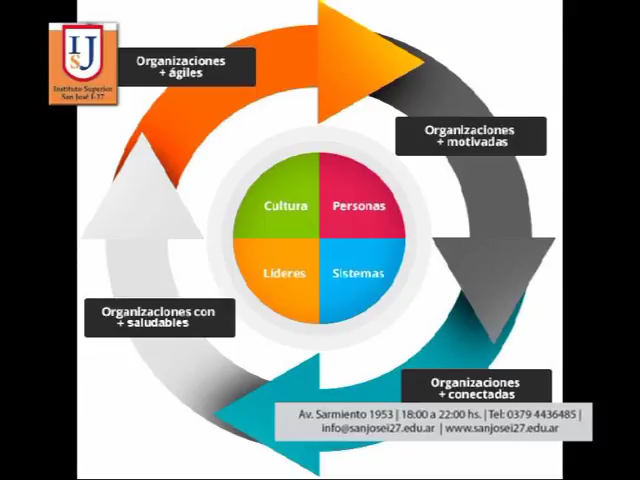 ISJ
Instituto Superior
San José I-27
Organizaciones
+ ágiles
Organizaciones
+ motivadas
Cultura
Personas
Líderes
Sistemas
Organizaciones con
+ saludables
Organizaciones
+ conectadas
Av. Sarmiento 1953 | 18:00 a 22:00 hs. |Tel: 0379 4436485 |
info@sanjosei27.edu.ar | www.sanjosei27.edu.ar